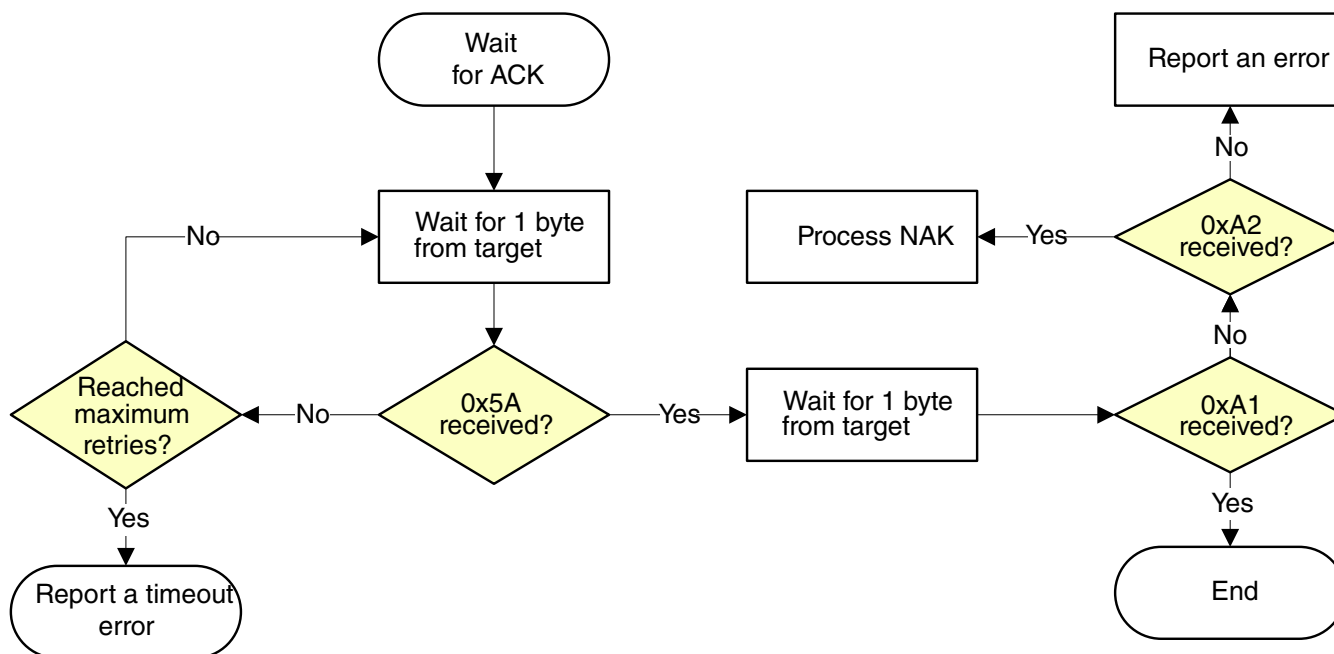 Wait
for ACK
Report an error
No
No
Wait for 1 byte
from target
Process NAK
Yes
0xA2
received?
No
Reached
maximum
retries?
No
0x5A
received?
Yes
Wait for 1 byte
from target
0xA1
received?
Yes
Yes
Report a timeout
error
End